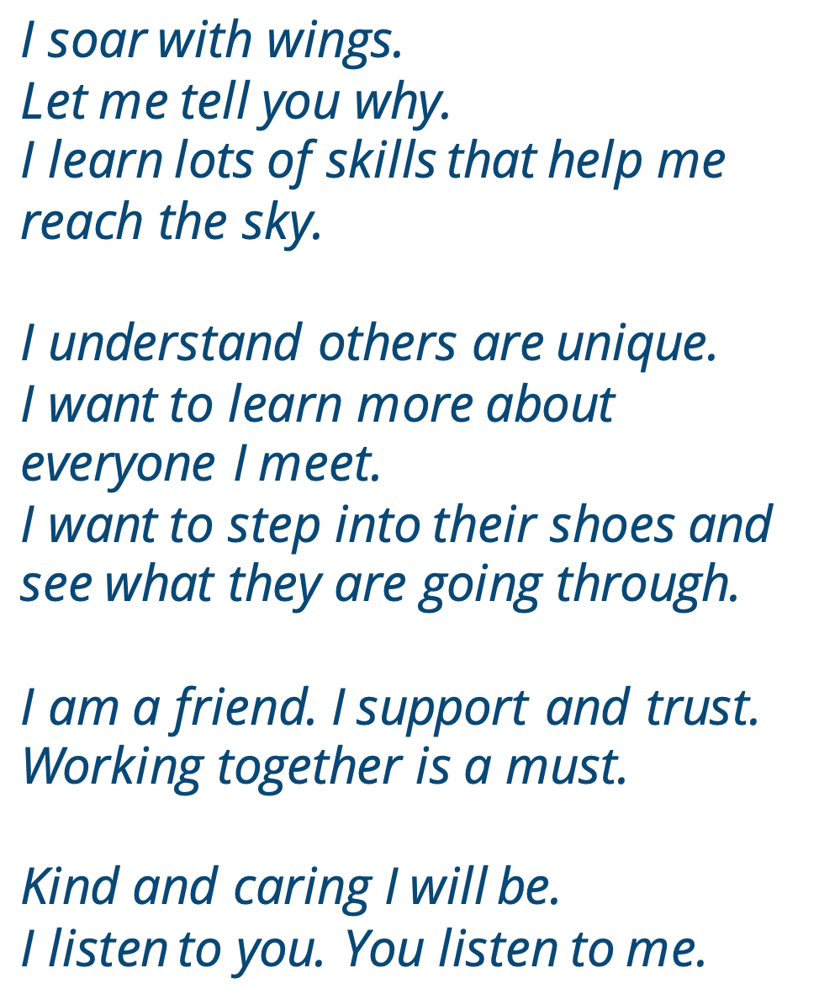 I soar with wings.
Let me tell you why.
I learn lots of skills that help me
reach the sky.
I understand others are unique.
I want to learn more about
everyone I meet.
I want to step into their shoes and
see what they are going through.
I am a friend. I support and trust.
Working together is a must.
Kind and caring I will be.
I listen to you. You listen to me.